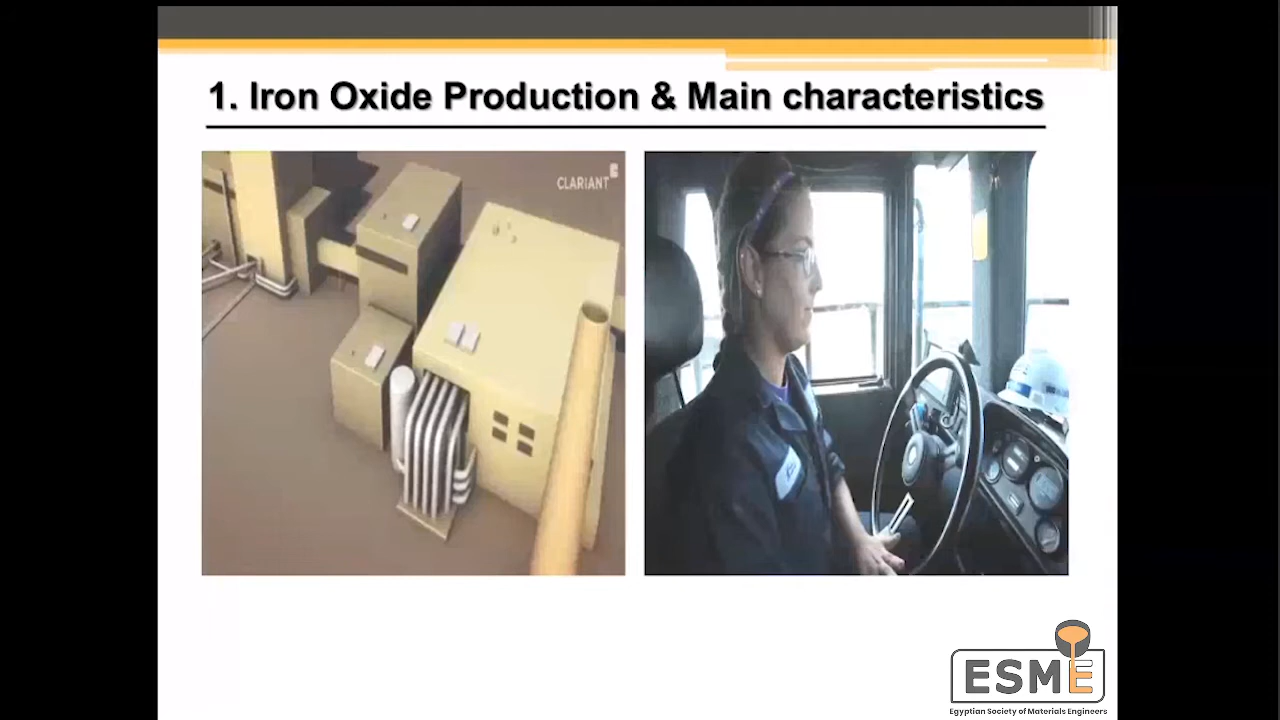 1. Iron Oxide Production & Main characteristics
CLARIANT
ESME
Egyptian Society of Materials Engineers